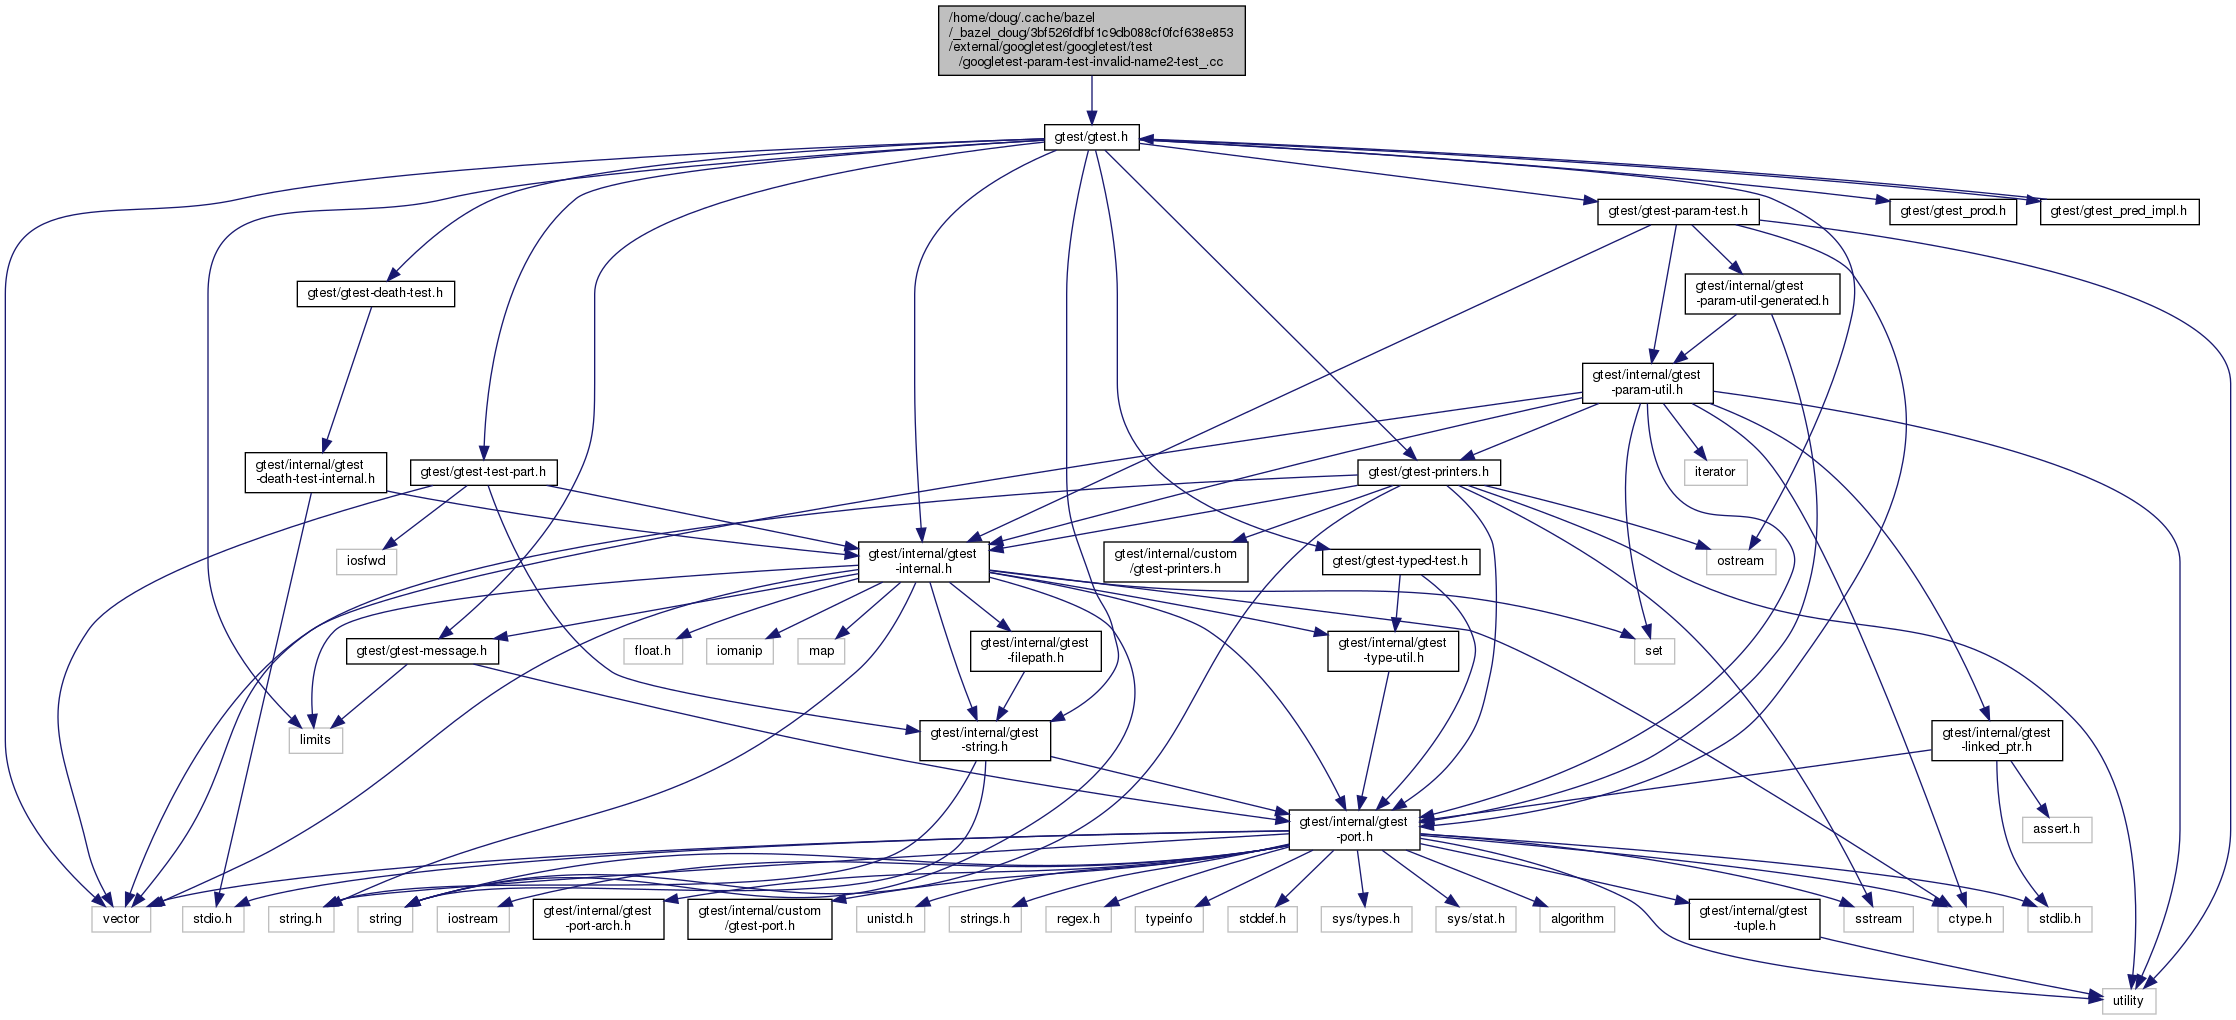 /home/doug/.cache/bazel
/_bazel_doug/3bf526fdfbf1c9db088cf0fcf638e853
/external/googletest/googletest/test
/googletest-param-test-invalid-name2-test_.cc
gtest/gtest.h
gtest/gtest-param-test.h
gtest/gtest_prod.h
gtest/gtest_pred_impl.h
gtest/gtest-death-test.h
gtest/internal/gtest
-param-util-generated.h
gtest/internal/gtest
-param-util.h
gtest/internal/gtest
-death-test-internal.h
gtest/gtest-test-part.h
gtest/gtest-printers.h
iterator
iosfwd
gtest/internal/gtest
-internal.h
gtest/internal/custom
/gtest-printers.h
gtest/gtest-typed-test.h
ostream
gtest/gtest-message.h
float.h
iomanip
map
gtest/internal/gtest
-filepath.h
gtest/internal/gtest
-type-util.h
set
limits
gtest/internal/gtest
-string.h
gtest/internal/gtest
-linked_ptr.h
gtest/internal/gtest
-port.h
assert.h
vector
stdio.h
string.h
string
iostream
gtest/internal/gtest
-port-arch.h
gtest/internal/custom
/gtest-port.h
unistd.h
strings.h
regex.h
typeinfo
stddef.h
sys/types.h
sys/stat.h
algorithm
gtest/internal/gtest
-tuple.h
sstream
ctype.h
stdlib.h
utility